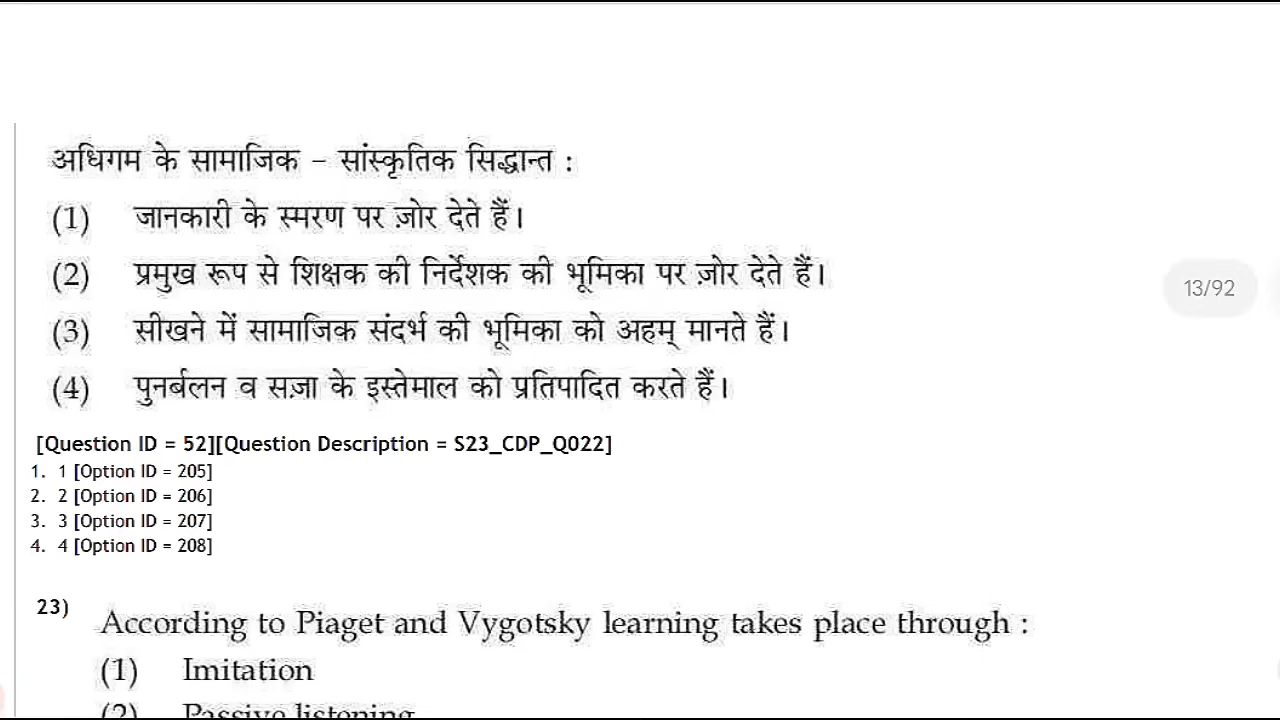 अधिगम के सामाजिक – सांस्कृतिक सिद्धान्त :
(1) जानकारी के स्मरण पर ज़ोर देते हैं।
(2) प्रमुख रूप से शिक्षक की निर्देशक की भूमिका पर ज़ोर देते हैं।
13/92
(3) सीखने में सामाजिक संदर्भ की भूमिका को अहम् मानते हैं।
(4) पुनर्बलन व सज़ा के इस्तेमाल को प्रतिपादित करते हैं।
[Question ID = 52][Question Description = S23_CDP_Q022]
1. 1 [Option ID = 205]
2. 2 [Option ID = 206]
3. 3 [Option ID = 207]
4. 4 [Option ID = 208]
23) According to Piaget and Vygotsky learning takes place through :
(1) Imitation
(2) Passive listening